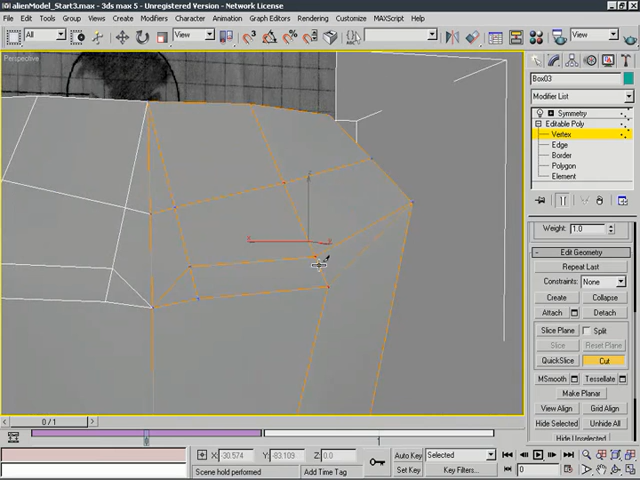 alienModel_Start3.max - 3ds max 5 - Unregistered Version - Network License
File Edit Tools Group Views Create Modifiers Character Animation Graph Editors Rendering Customize MAXScript Help
All
View
View
Perspective
x
Box03
Modifier List
Symmetry
Editable Poly
Vertex
Edge
Border
Polygon
Element
Weight: 1.0
Edit Geometry
Repeat Last
Constraints: None
Create Collapse
Attach Detach
Slice Plane Split
Slice Reset Plane
QuickSlice Cut
MSmooth Tessellate
Make Planar
View Align Grid Align
Hide Selected Unhide All
Hide Unselected
0 / 1
X: -30.574 Y: -83.109 Z: 0.0
Scene hold performed Add Time Tag
Auto Key Selected
Set Key Key Filters...
0